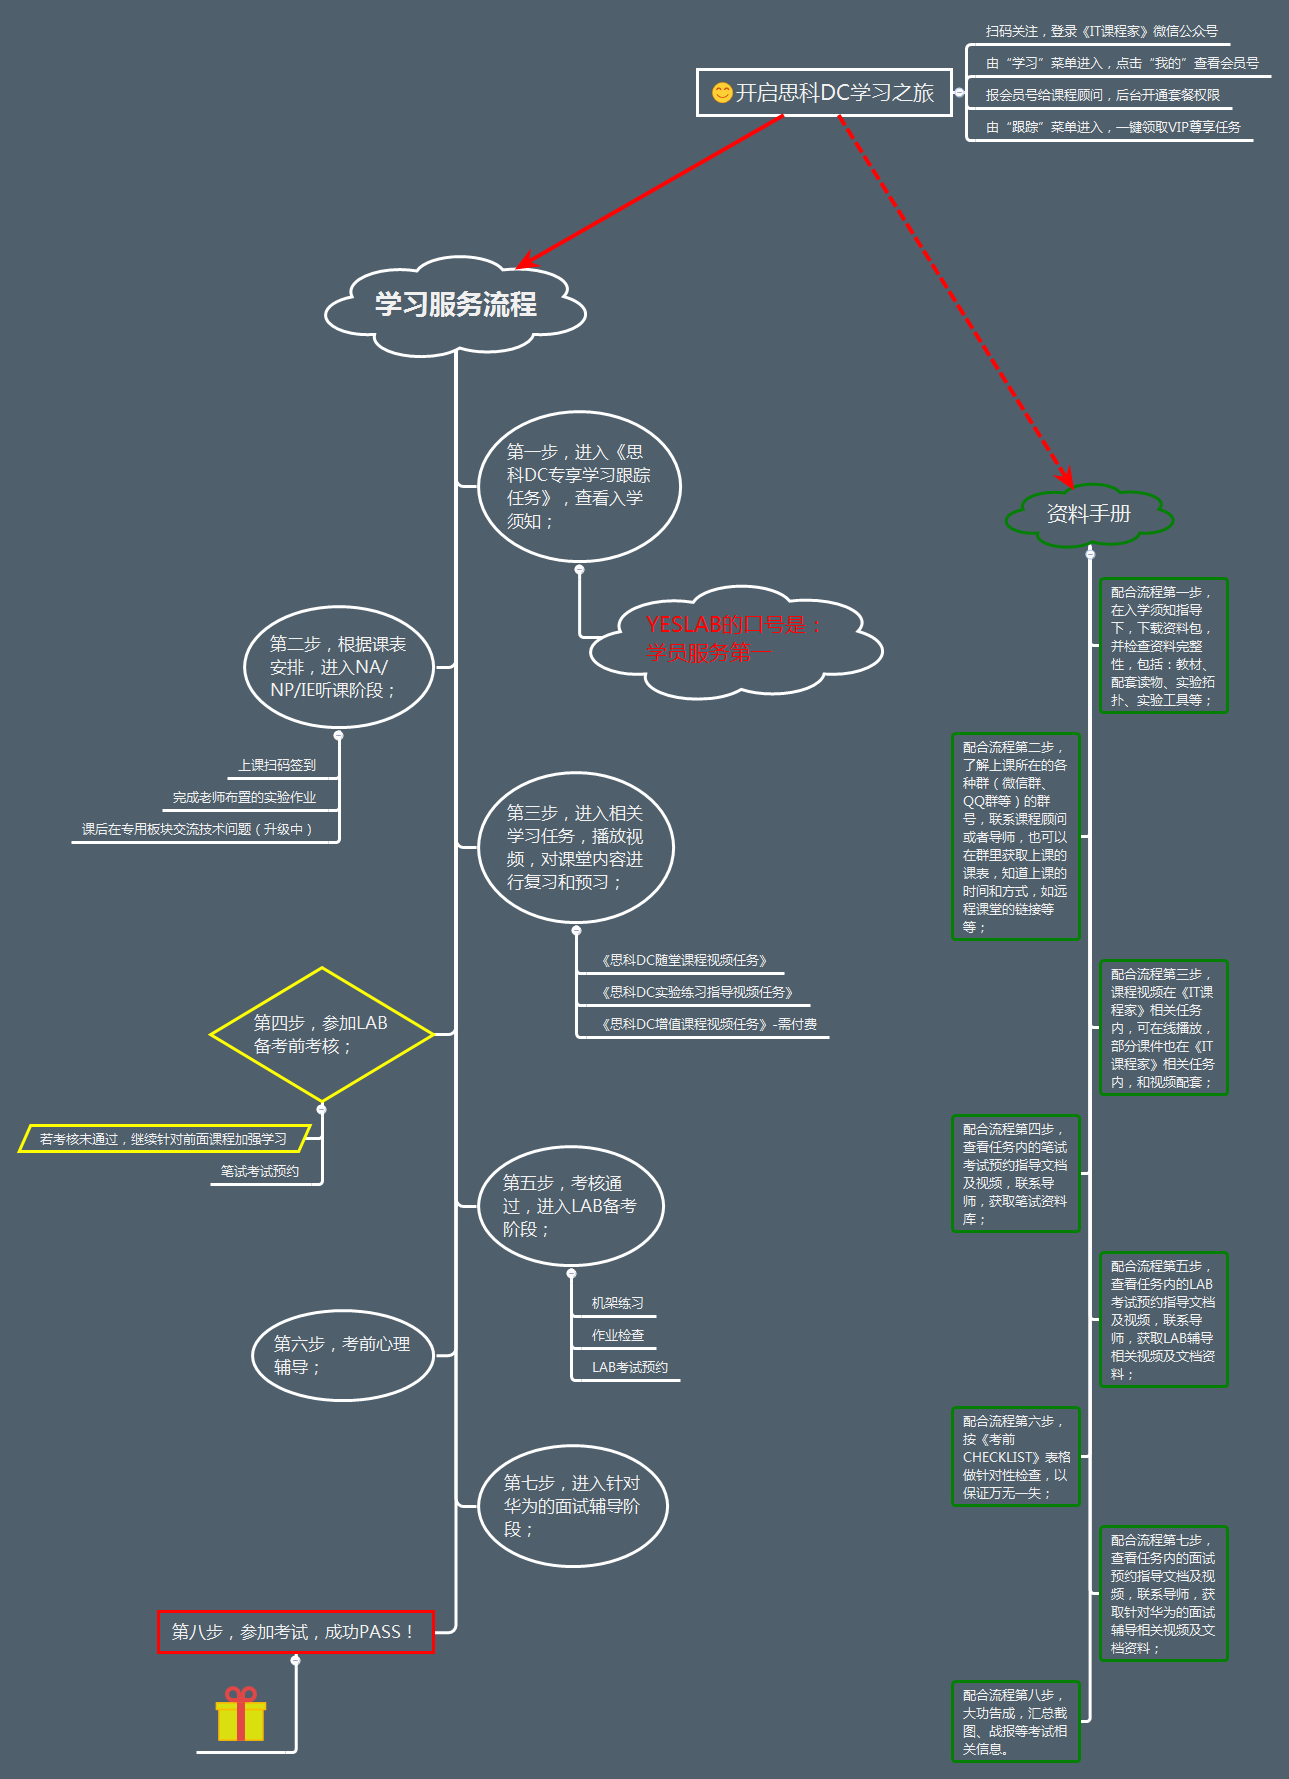 扫码关注，登录《IT课程家》微信公众号
由“学习”菜单进入，点击“我的”查看会员号
开启思科DC学习之旅
报会员号给课程顾问，后台开通套餐权限
由“跟踪”菜单进入，一键领取VIP尊享任务
学习服务流程
第一步，进入《思
科DC专享学习跟踪
任务》，查看入学
须知；
YESLAB的口号是：
学员服务第一
第二步，根据课表
安排，进入NA/
NP/IE听课阶段；
上课扫码签到
完成老师布置的实验作业
课后在专用板块交流技术问题（升级中）
第三步，进入相关
学习任务，播放视
频，对课堂内容进
行复习和预习；
《思科DC随堂课程视频任务》
《思科DC实验练习指导视频任务》
《思科DC增值课程视频任务》-需付费
第四步，参加LAB
备考前考核；
若考核未通过，继续针对前面课程加强学习
笔试考试预约
第五步，考核通
过，进入LAB备考
阶段；
机架练习
作业检查
LAB考试预约
第六步，考前心理
辅导；
第七步，进入针对
华为的面试辅导阶
段；
第八步，参加考试，成功PASS！
资料手册
配合流程第一步，
在入学须知指导
下，下载资料包，
并检查资料完整
性，包括：教材、
配套读物、实验拓
扑、实验工具等；
配合流程第二步，
了解上课所在的各
种群（微信群、
QQ群等）的群
号，联系课程顾问
或者导师，也可以
在群里获取上课的
课表，知道上课的
时间和方式，如远
程课堂的链接等
等；
配合流程第三步，
课程视频在《IT课
程家》相关任务
内，可在线播放，
部分课件也在《IT
课程家》相关任务
内，和视频配套；
配合流程第四步，
查看任务内的笔试
考试预约指导文档
及视频，联系导
师，获取笔试资料
库；
配合流程第五步，
查看任务内的LAB
考试预约指导文档
及视频，联系导
师，获取LAB辅导
相关视频及文档资
料；
配合流程第六步，
按《考前
CHECKLIST》表格
做针对性检查，以
保证万无一失；
配合流程第七步，
查看任务内的面试
预约指导文档及视
频，联系导师，获
取针对华为的面试
辅导相关视频及文
档资料；
配合流程第八步，
大功告成，汇总截
图、战报等考试相
关信息。